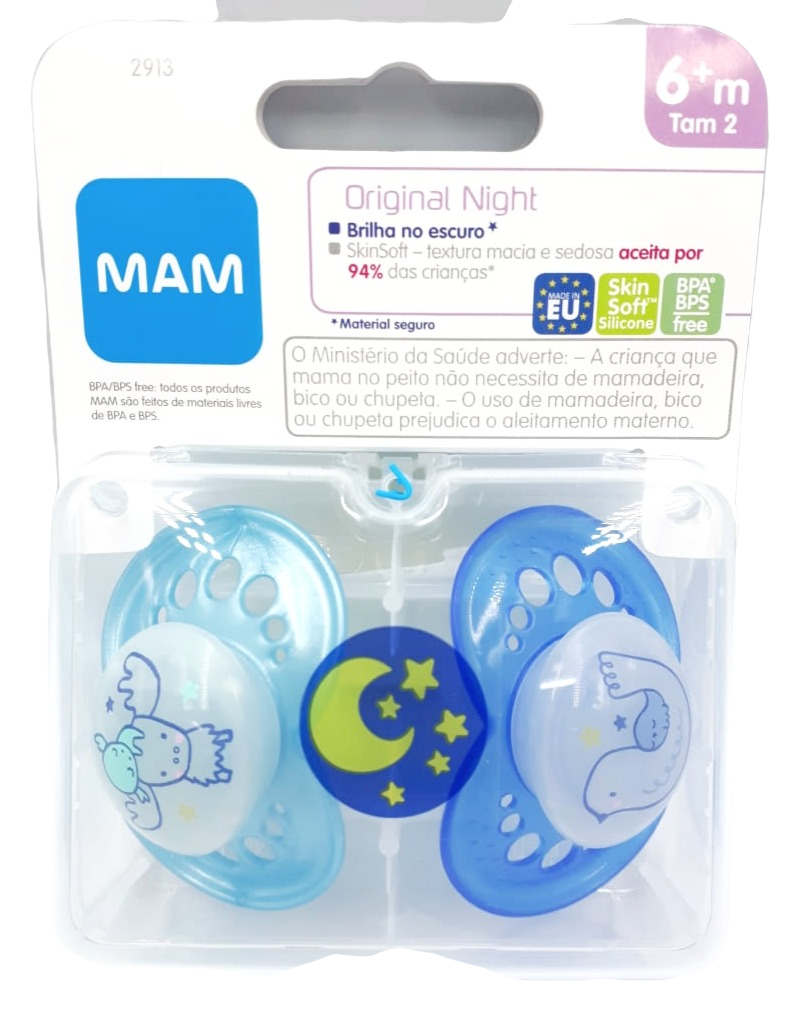 2913
6+m
Tam 2
MAM
Original Night
Brilha no escuro*
SkinSoft – textura macia e sedosa aceita por
94% das crianças*
*Material seguro
MADE IN
EU
Skin
Soft™
Silicone
BPA°
BPS
free
BPA/BPS free: todos os produtos
MAM são feitos de materiais livres
de BPA e BPS.
O Ministério da Saúde adverte: – A criança que
mama no peito não necessita de mamadeira,
bico ou chupeta. – O uso de mamadeira, bico
ou chupeta prejudica o aleitamento materno.